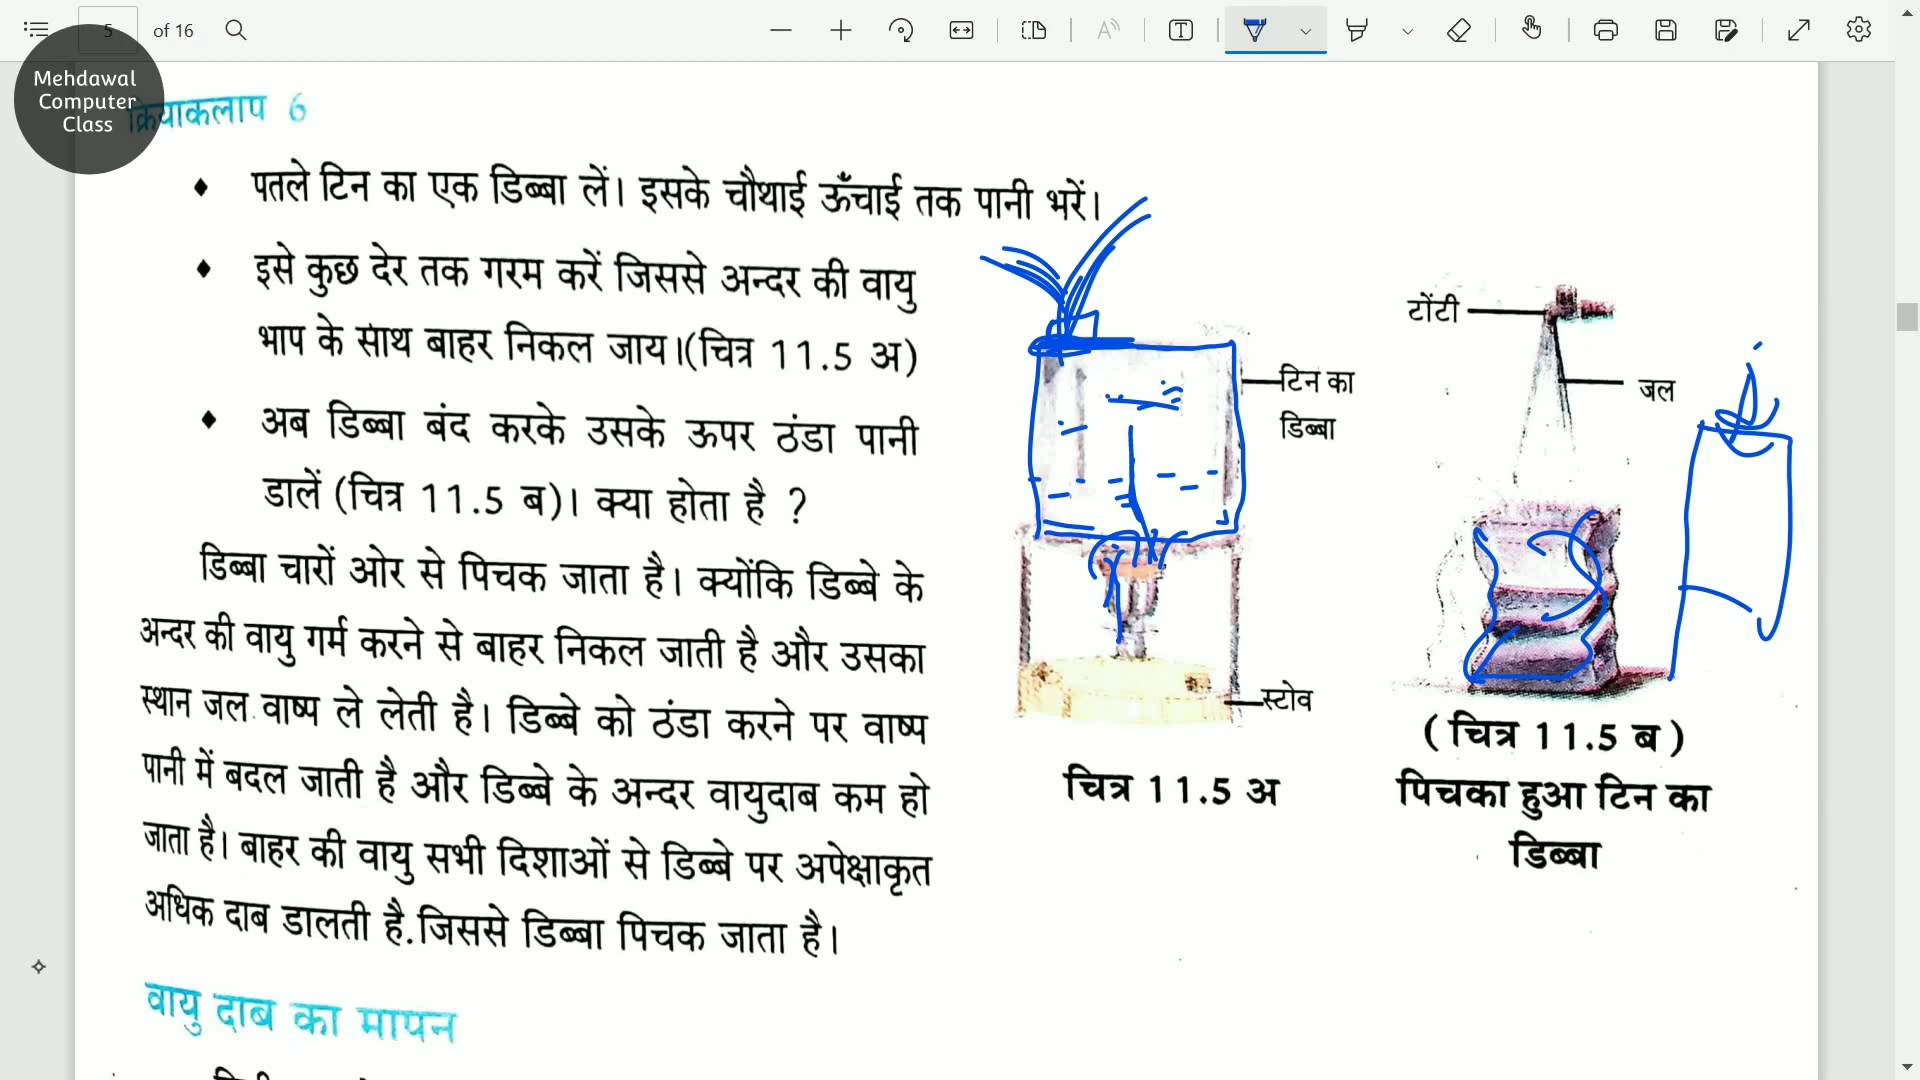 5 of 16
Mehdawal
Computer
Class
क्रियाकलाप 6
♦ पतले टिन का एक डिब्बा लें। इसके चौथाई ऊँचाई तक पानी भरें।
♦ इसे कुछ देर तक गरम करें जिससे अन्दर की वायु
भाप के साथ बाहर निकल जाय।(चित्र 11.5 अ)
♦ अब डिब्बा बंद करके उसके ऊपर ठंडा पानी
डालें (चित्र 11.5 ब)। क्या होता है ?
डिब्बा चारों ओर से पिचक जाता है। क्योंकि डिब्बे के
अन्दर की वायु गर्म करने से बाहर निकल जाती है और उसका
स्थान जल वाष्प ले लेती है। डिब्बे को ठंडा करने पर वाष्प
पानी में बदल जाती है और डिब्बे के अन्दर वायुदाब कम हो
जाता है। बाहर की वायु सभी दिशाओं से डिब्बे पर अपेक्षाकृत
अधिक दाब डालती है.जिससे डिब्बा पिचक जाता है।
टिन का
डिब्बा
स्टोव
चित्र 11.5 अ
टोंटी
जल
(चित्र 11.5 ब)
पिचका हुआ टिन का
डिब्बा
वायु दाब का मापन